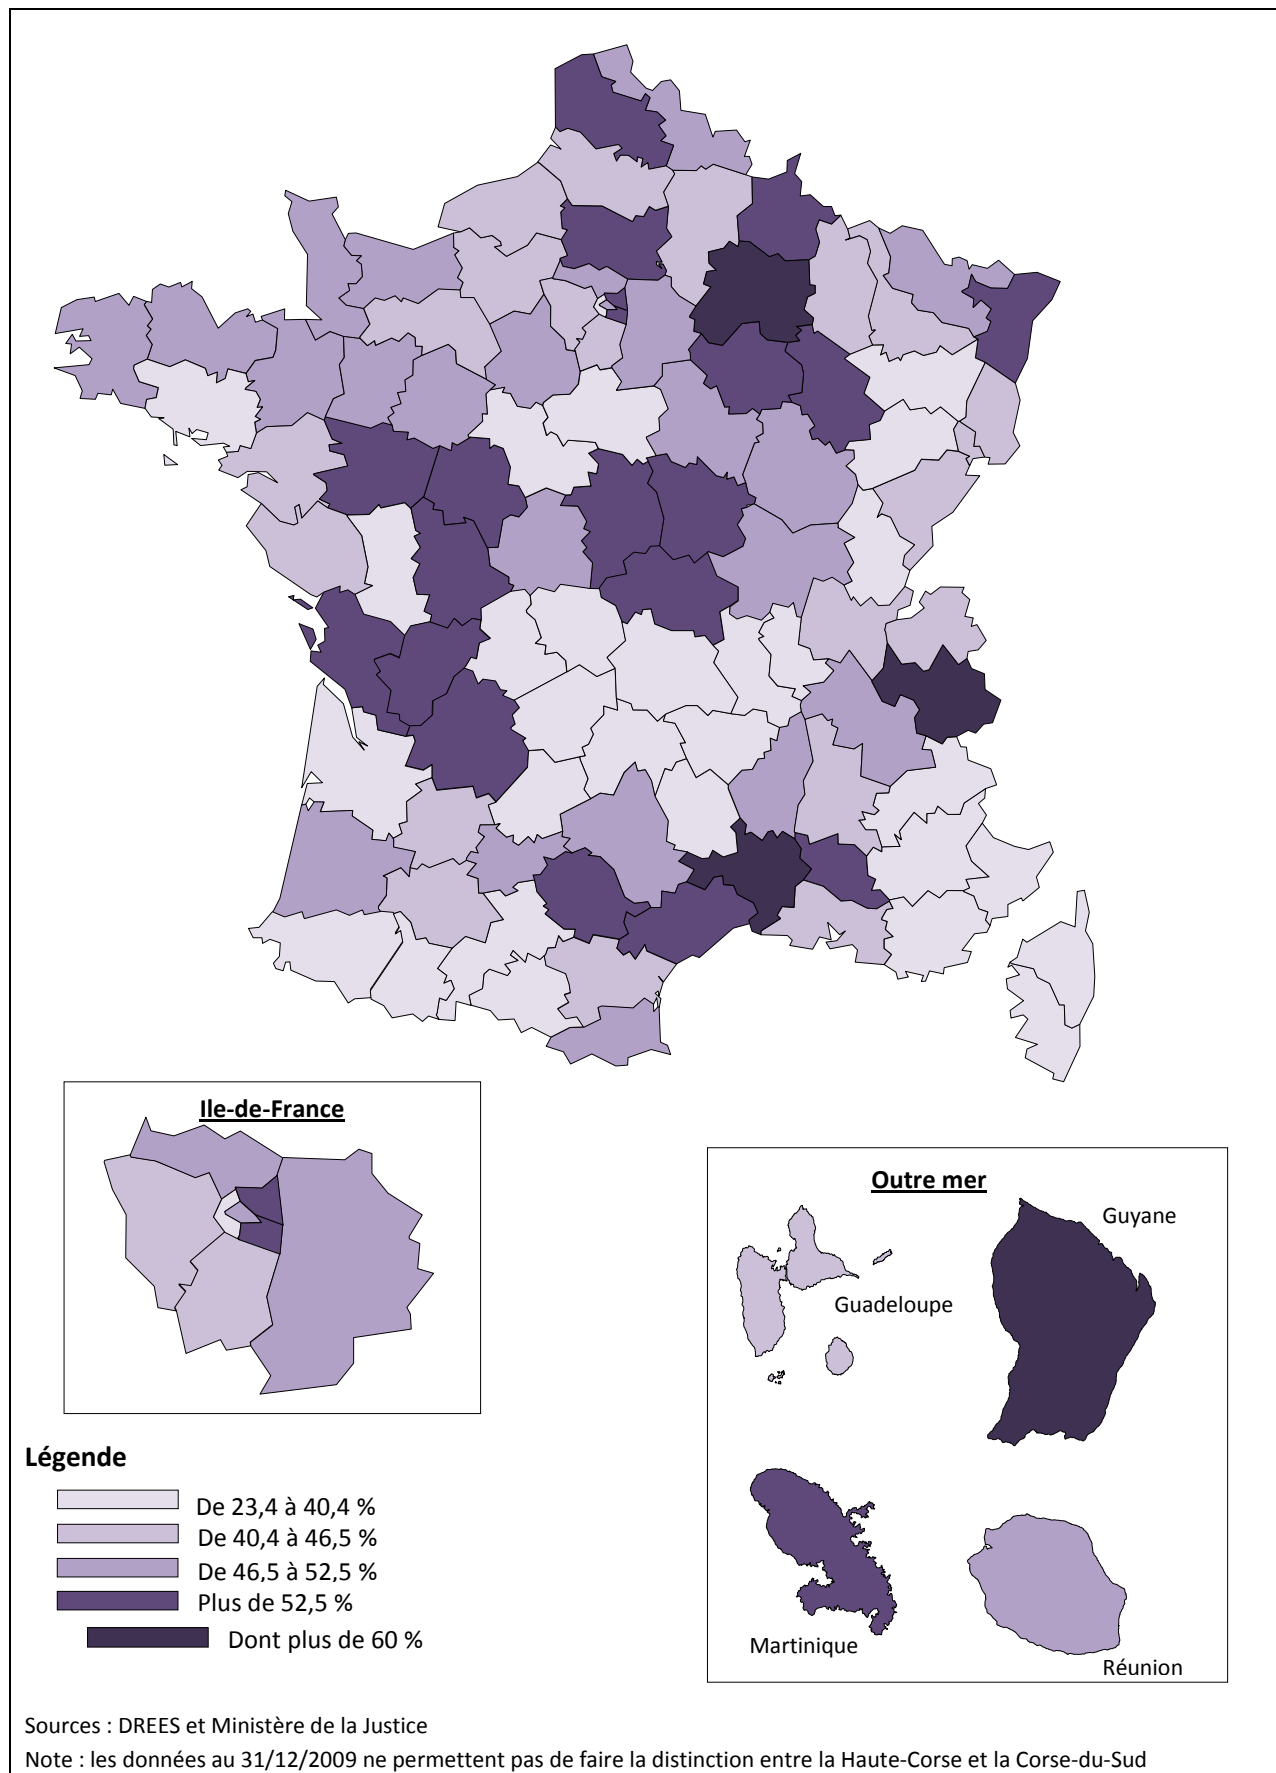 Ile-de-France
Outre mer
Guyane
Guadeloupe
Martinique
Réunion
Légende
De 23,4 à 40,4 %
De 40,4 à 46,5 %
De 46,5 à 52,5 %
Plus de 52,5 %
Dont plus de 60 %
Sources : DREES et Ministère de la Justice
Note : les données au 31/12/2009 ne permettent pas de faire la distinction entre la Haute-Corse et la Corse-du-Sud